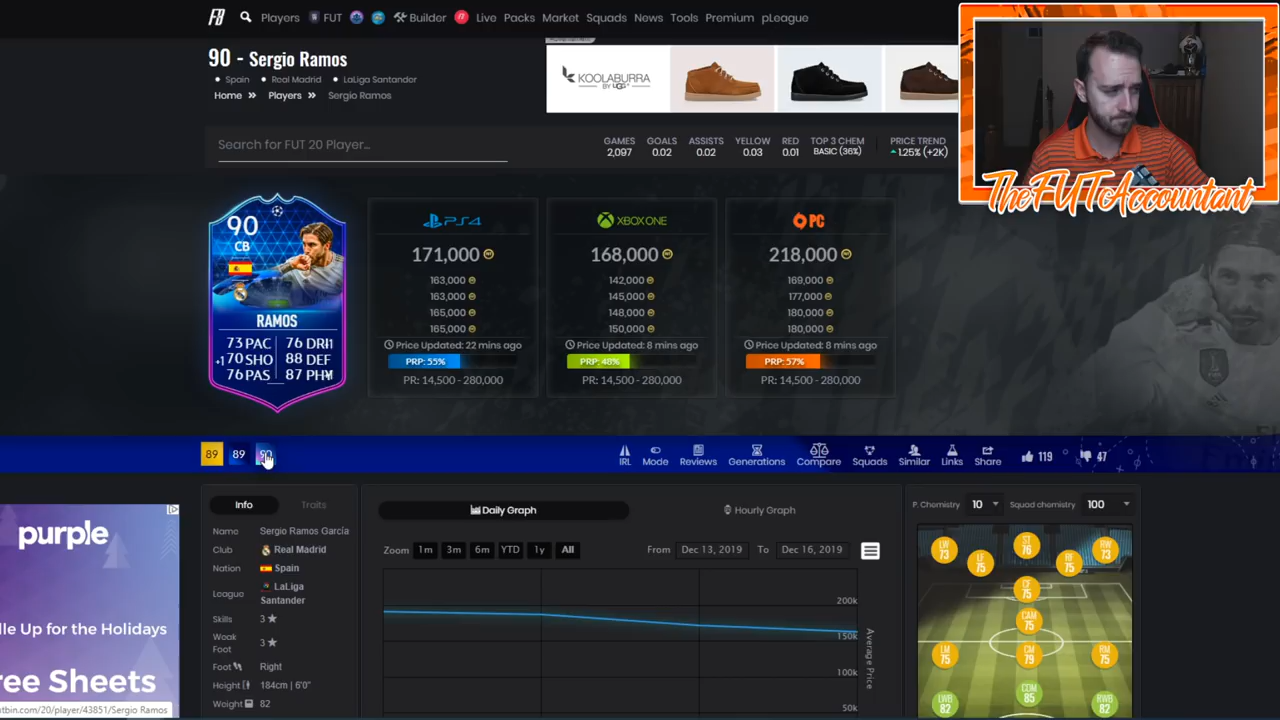 F8 Players FUT Builder Live Packs Market Squads News Tools Premium pLeague
90 - Sergio Ramos
Spain Real Madrid LaLiga Santander
Home >> Players >> Sergio Ramos
KOOLABURRA
BY UGG
Search for FUT 20 Player...
GAMES GOALS ASSISTS YELLOW RED TOP 3 CHEM PRICE TREND
2,097 0.02 0.02 0.03 0.01 BASIC (36%) 1.25% (+2K)
TheFUTAccountant
90
CB
RAMOS
73 PAC 76 DRI
+1 70 SHO 88 DEF
76 PAS 87 PHY
PS4
171,000
163,000
163,000
165,000
165,000
Price Updated: 22 mins ago
PRP: 55%
PR: 14,500 - 280,000
XBOX ONE
168,000
142,000
145,000
148,000
150,000
Price Updated: 8 mins ago
PRP: 48%
PR: 14,500 - 280,000
PC
218,000
169,000
177,000
180,000
180,000
Price Updated: 8 mins ago
PRP: 57%
PR: 14,500 - 280,000
89 89
IRL Mode Reviews Generations Compare Squads Similar Links Share 119 47
purple
le Up for the Holidays
ree Sheets
utbin.com/20/player/43851/Sergio Ramos
Info Traits
Name Sergio Ramos García
Club Real Madrid
Nation Spain
League LaLiga Santander
Skills 3
Weak Foot 3
Foot Right
Height 184cm | 6'0"
Weight 82
Daily Graph Hourly Graph
Zoom 1m 3m 6m YTD 1y All From Dec 13, 2019 To Dec 16, 2019
200k
150k
100k
50k
Average Price
P. Chemistry 10 Squad chemistry 100
LW 73
LF 75
ST 76
RF 75
RW 73
CF 75
CAM 75
LM 75
CM 79
RM 75
LWB 82
CDM 85
RWB 82